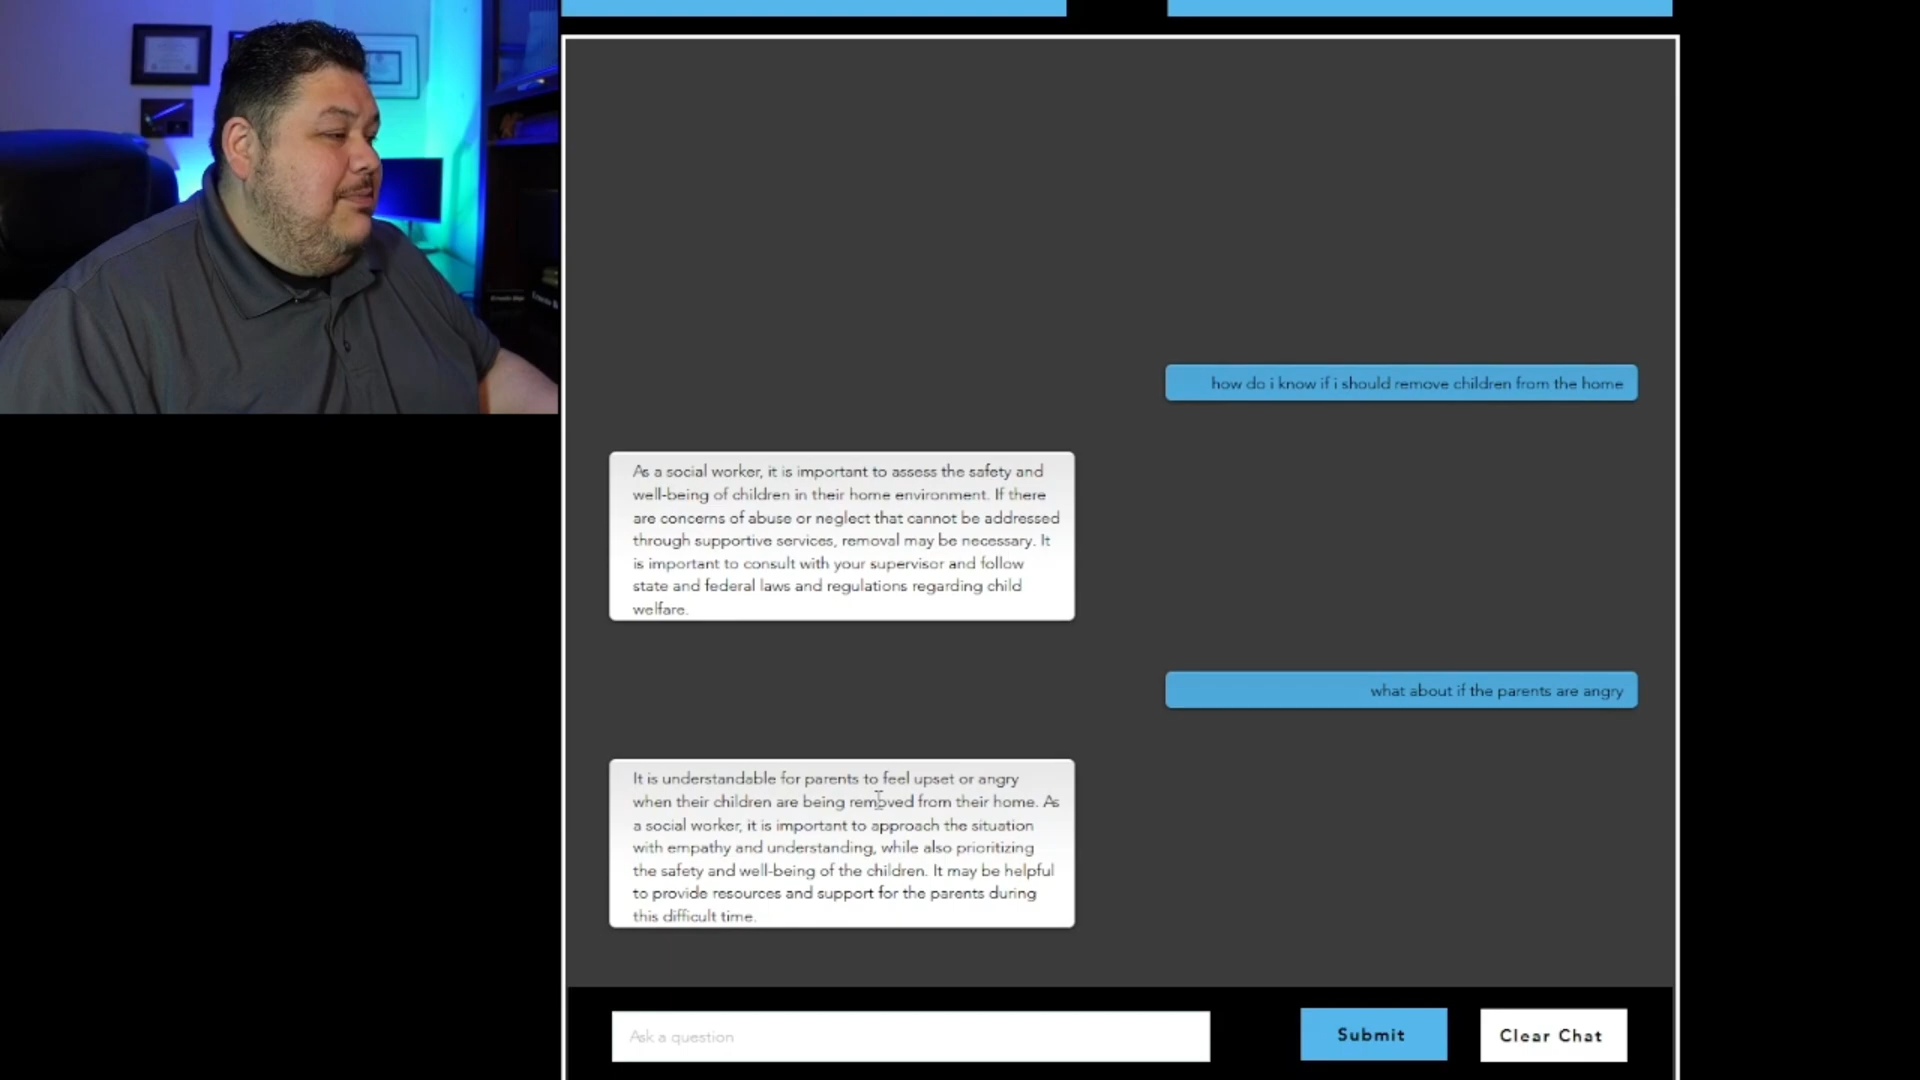 how do i know if i should remove children from the home
As a social worker, it is important to assess the safety and
well-being of children in their home environment. If there
are concerns of abuse or neglect that cannot be addressed
through supportive services, removal may be necessary. It
is important to consult with your supervisor and follow
state and federal laws and regulations regarding child
welfare.
what about if the parents are angry
It is understandable for parents to feel upset or angry
when their children are being removed from their home. As
a social worker, it is important to approach the situation
with empathy and understanding, while also prioritizing
the safety and well-being of the children. It may be helpful
to provide resources and support for the parents during
this difficult time.
Ask a question
Submit
Clear Chat